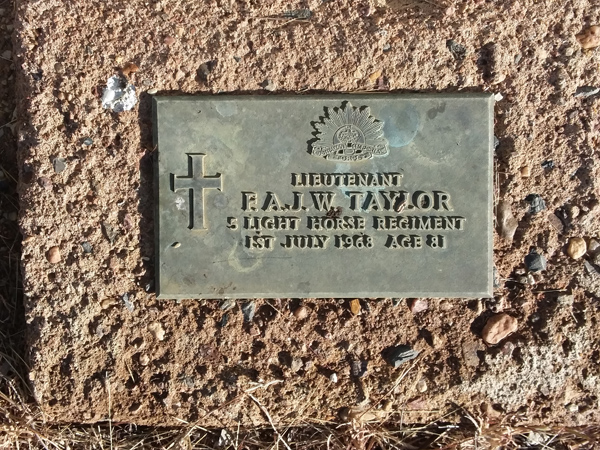 LIEUTENANT
F.A.J.W. TAYLOR
5 LIGHT HORSE REGIMENT
1ST JULY 1968 AGE 81